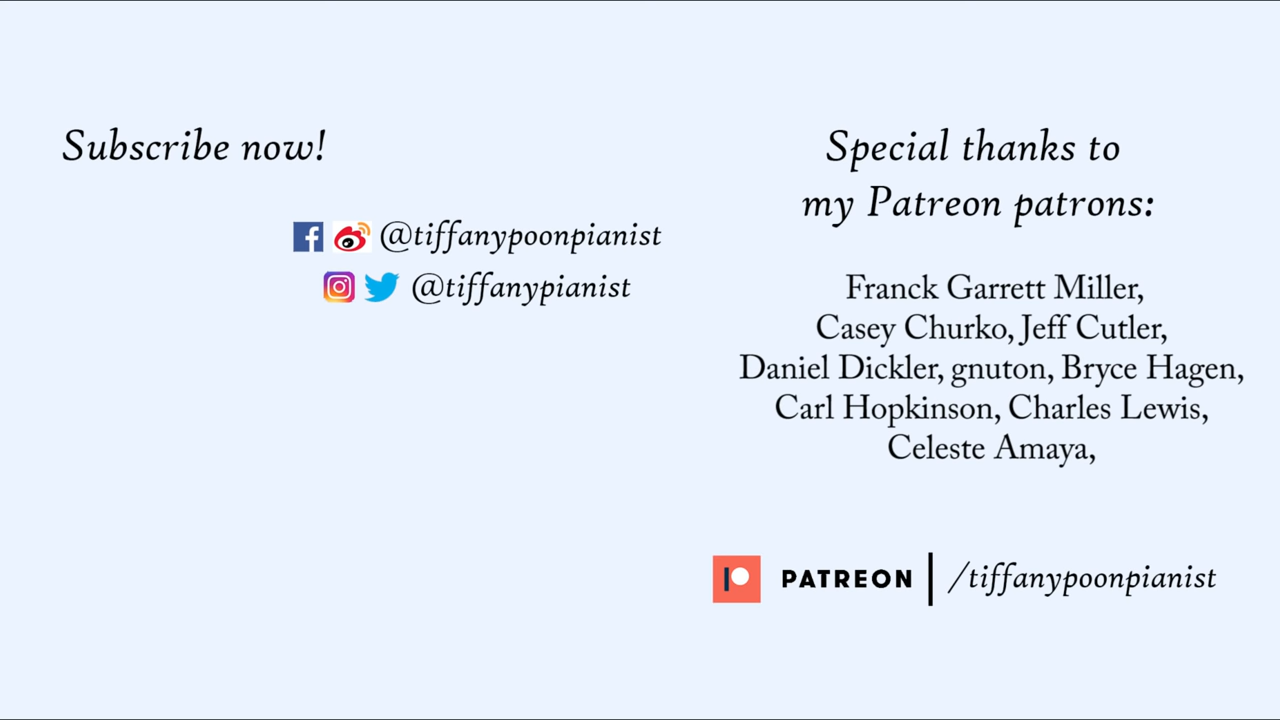 Subscribe now!
@tiffanypoonpianist
@tiffanypianist
Special thanks to
my Patreon patrons:
Franck Garrett Miller,
Casey Churko, Jeff Cutler,
Daniel Dickler, gnuton, Bryce Hagen,
Carl Hopkinson, Charles Lewis,
Celeste Amaya,
PATREON | /tiffanypoonpianist